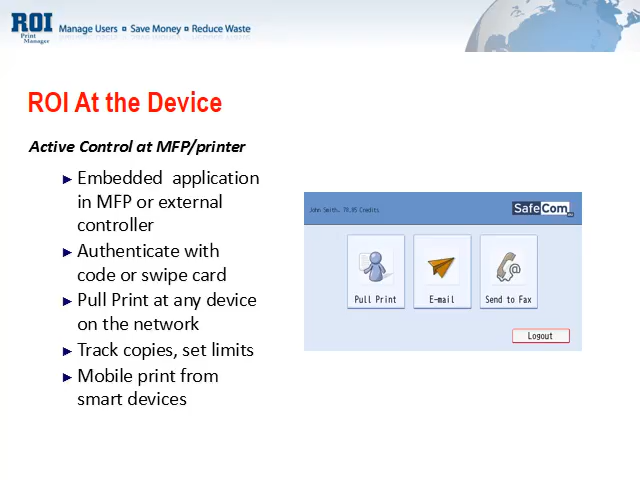 ROI
Print
Manager
Manage Users ▫ Save Money ▫ Reduce Waste
ROI At the Device
Active Control at MFP/printer
► Embedded application
in MFP or external
controller
► Authenticate with
code or swipe card
► Pull Print at any device
on the network
► Track copies, set limits
► Mobile print from
smart devices
John Smith, 70.85 Credits
SafeCom
Pull Print
E-mail
Send to Fax
Logout